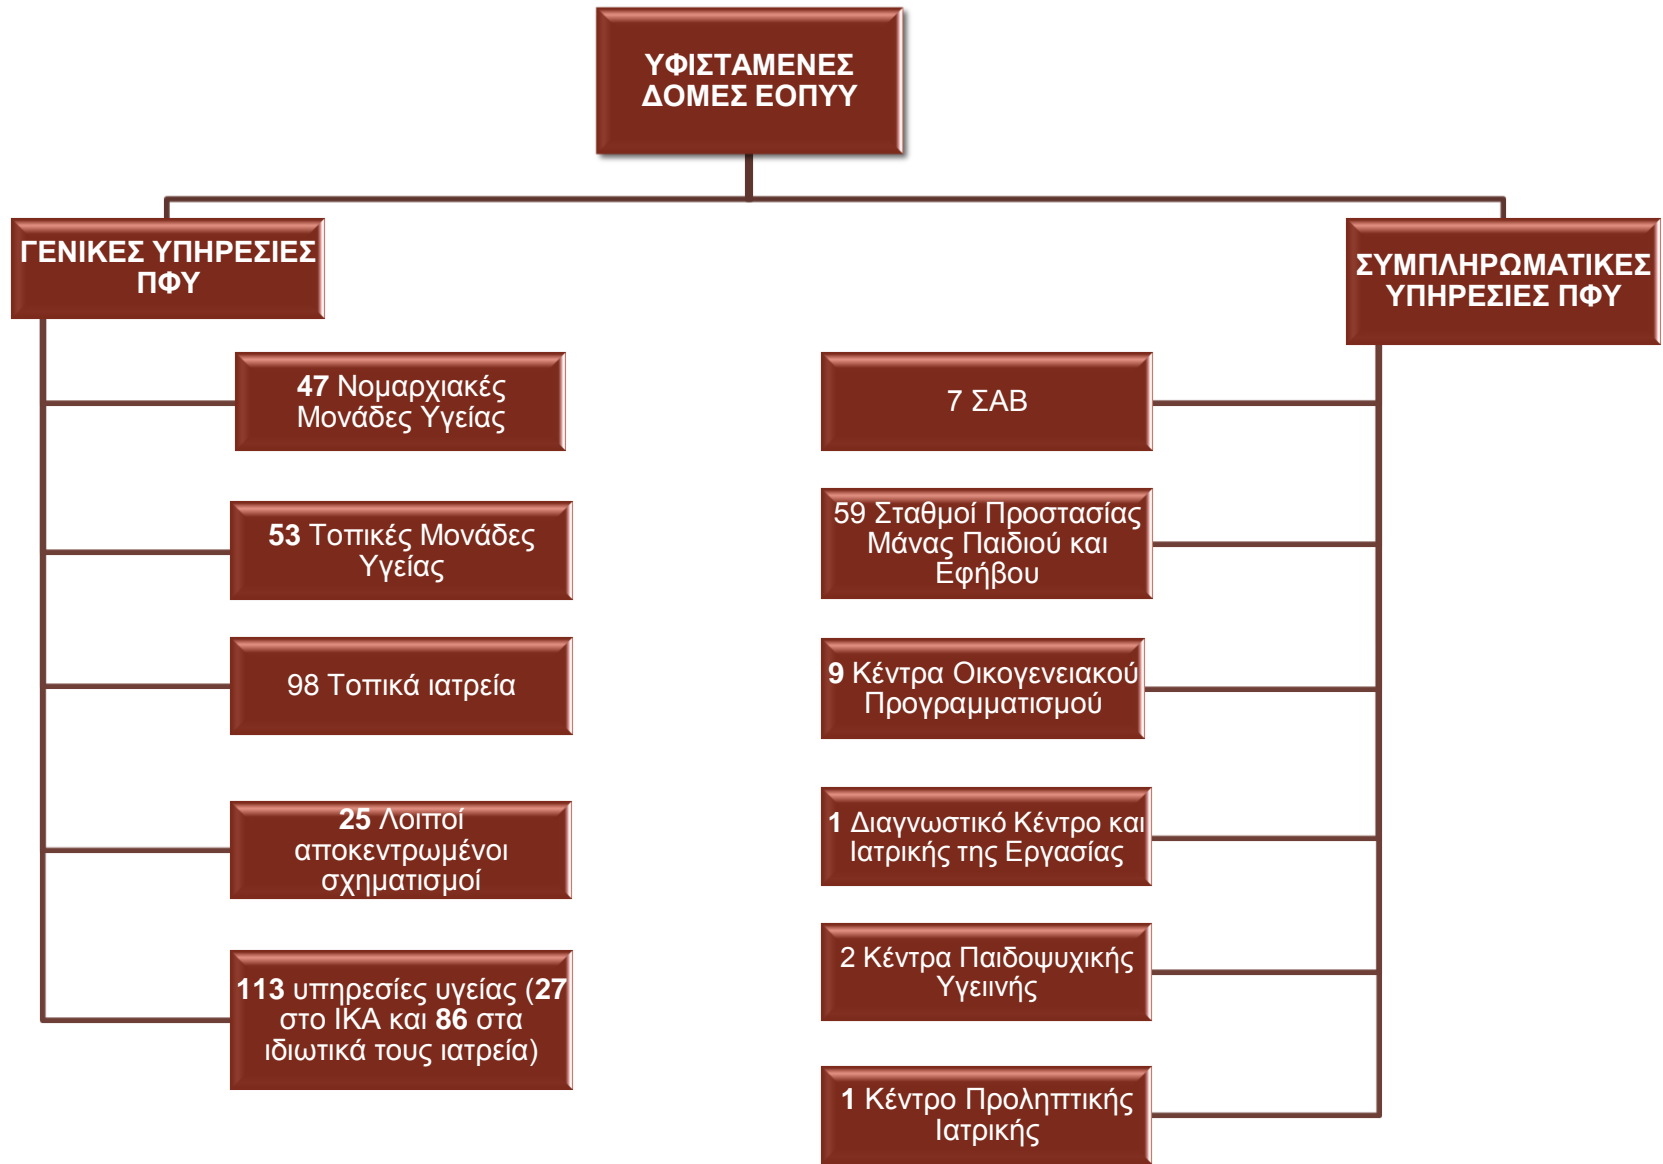 ΥΦΙΣΤΑΜΕΝΕΣ
ΔΟΜΕΣ ΕΟΠΥΥ
ΓΕΝΙΚΕΣ ΥΠΗΡΕΣΙΕΣ
ΠΦΥ
47 Νομαρχιακές
Μονάδες Υγείας
53 Τοπικές Μονάδες
Υγείας
98 Τοπικά ιατρεία
25 Λοιποί
αποκεντρωμένοι
σχηματισμοί
113 υπηρεσίες υγείας (27
στο ΙΚΑ και 86 στα
ιδιωτικά τους ιατρεία)
ΣΥΜΠΛΗΡΩΜΑΤΙΚΕΣ
ΥΠΗΡΕΣΙΕΣ ΠΦΥ
7 ΣΑΒ
59 Σταθμοί Προστασίας
Μάνας Παιδιού και
Εφήβου
9 Κέντρα Οικογενειακού
Προγραμματισμού
1 Διαγνωστικό Κέντρο και
Ιατρικής της Εργασίας
2 Κέντρα Παιδοψυχικής
Υγειινής
1 Κέντρο Προληπτικής
Ιατρικής